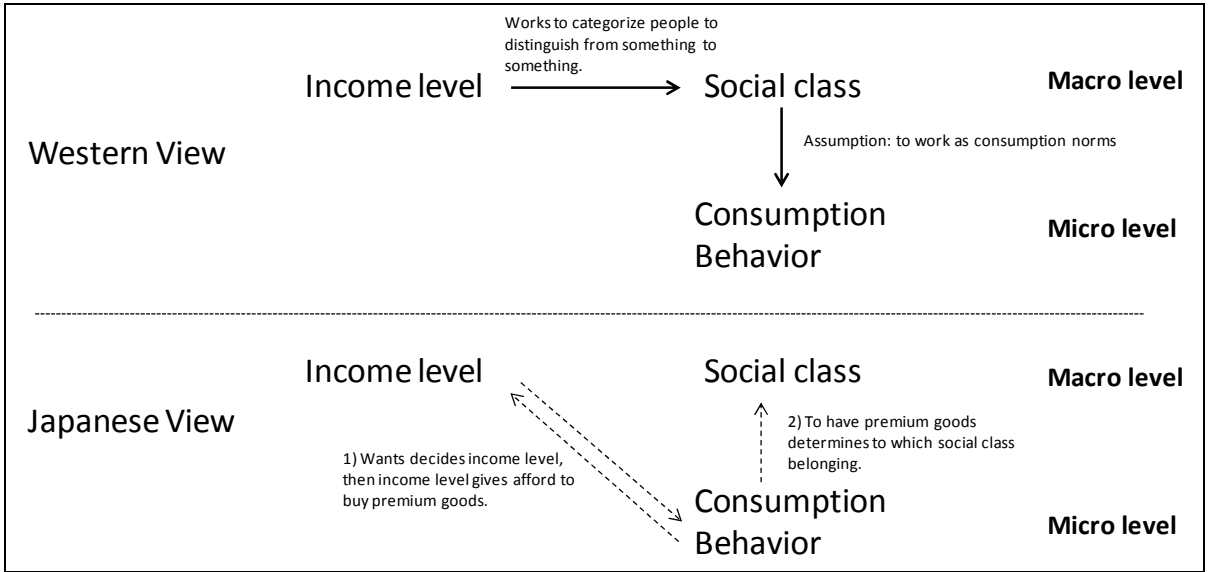 Works to categorize people to
distinguish from something to
something.
Income level
Social class
Macro level
Western View
Assumption: to work as consumption norms
Consumption
Behavior
Micro level
Income level
Social class
Macro level
Japanese View
1) Wants decides income level,
then income level gives afford to
buy premium goods.
2) To have premium goods
determines to which social class
belonging.
Consumption
Behavior
Micro level